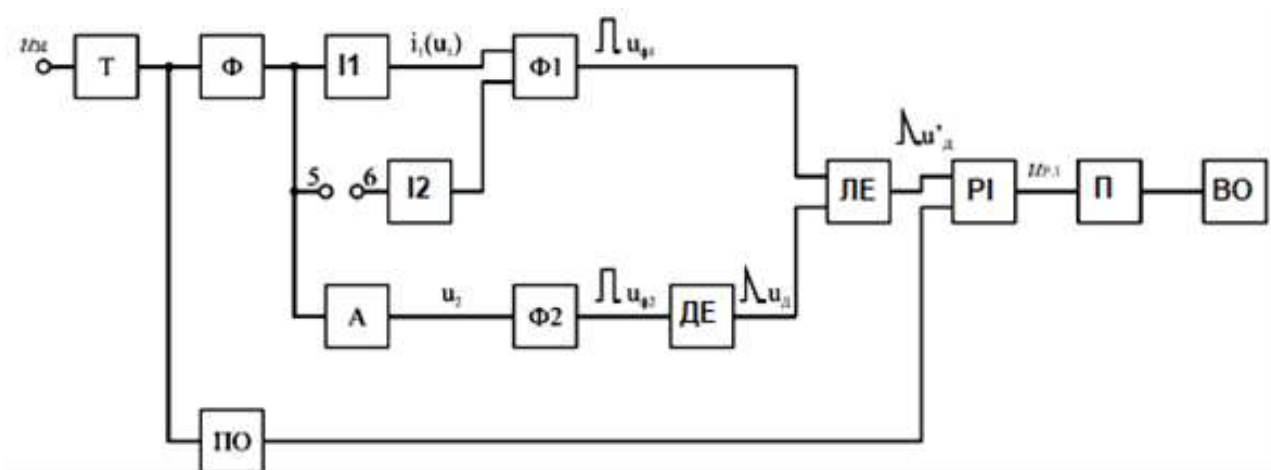 Т
Ф
І1
i₁(u₁)
Ф1
uф1
5
6
І2
ЛЕ
u*д
РІ
П
ВО
А
u₂
Ф2
uф2
ДЕ
uд
ПО